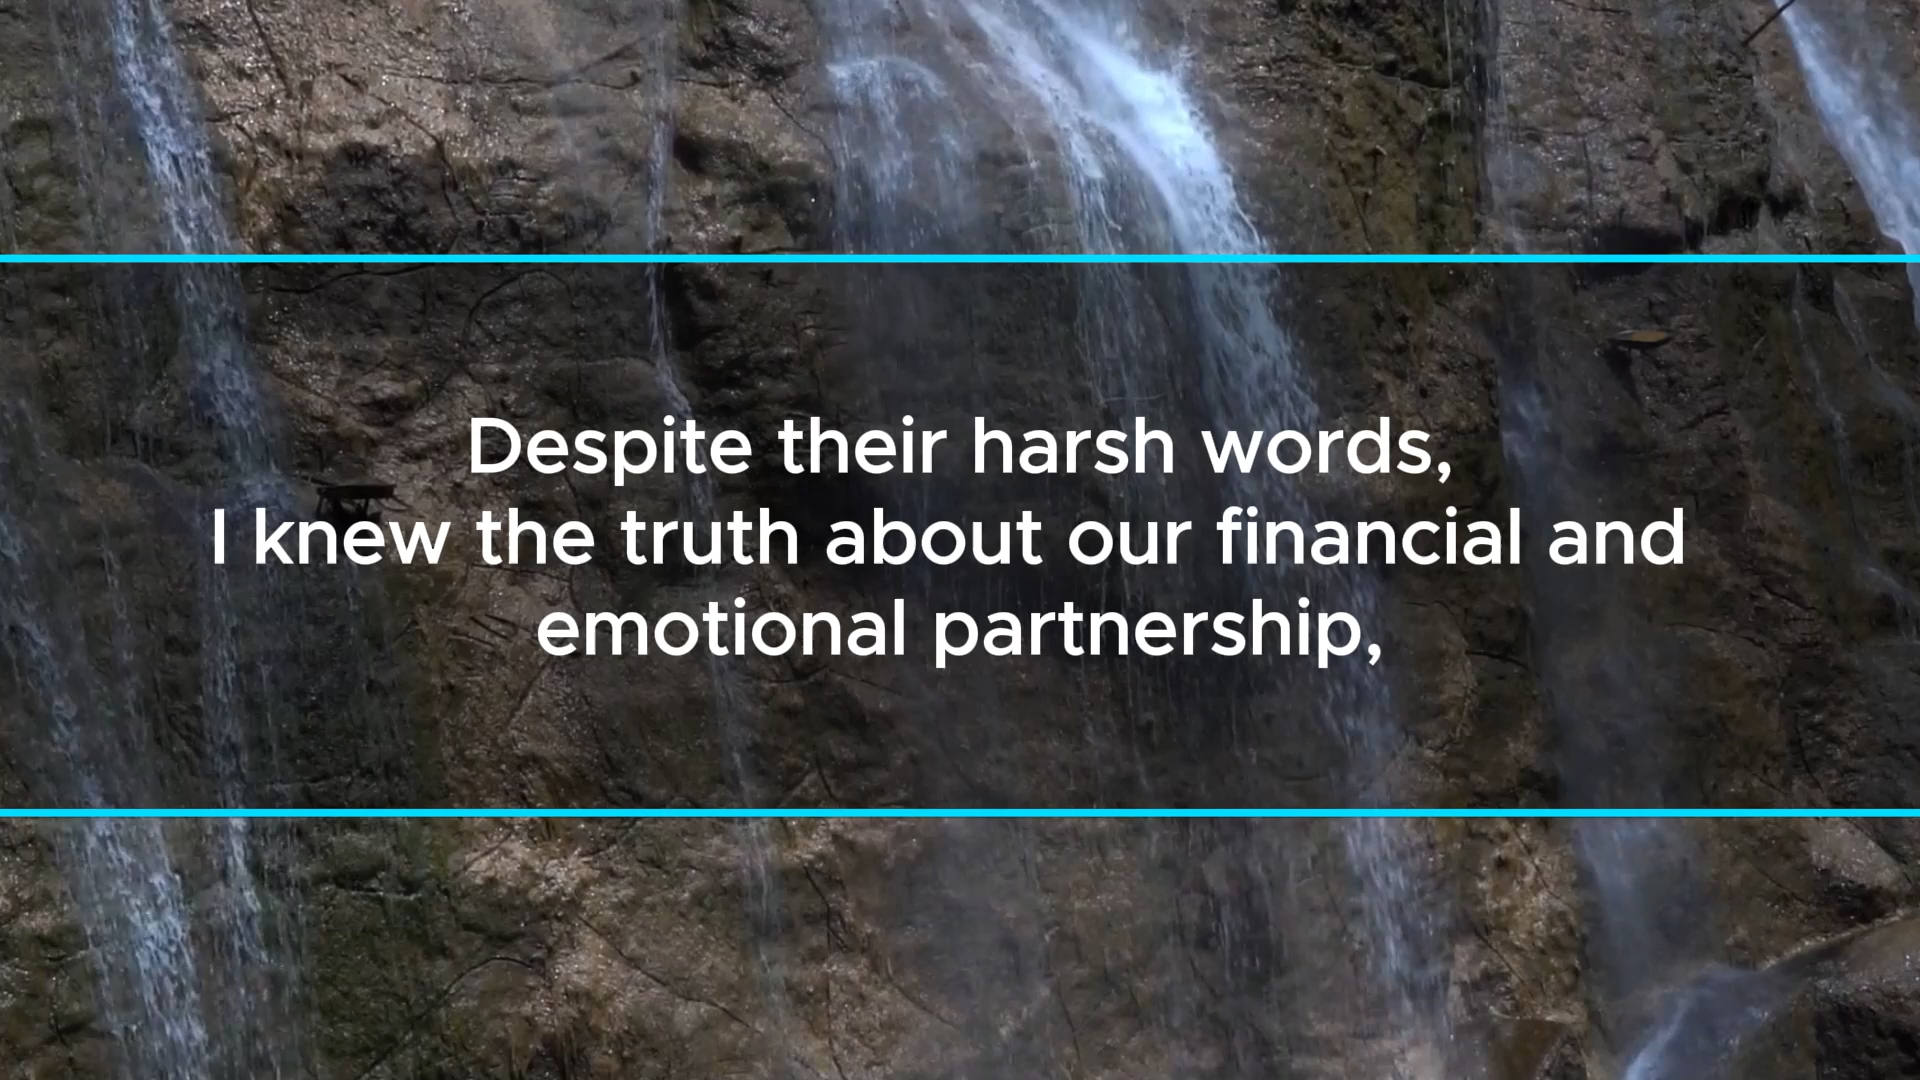 Despite their harsh words,
I knew the truth about our financial and
emotional partnership,